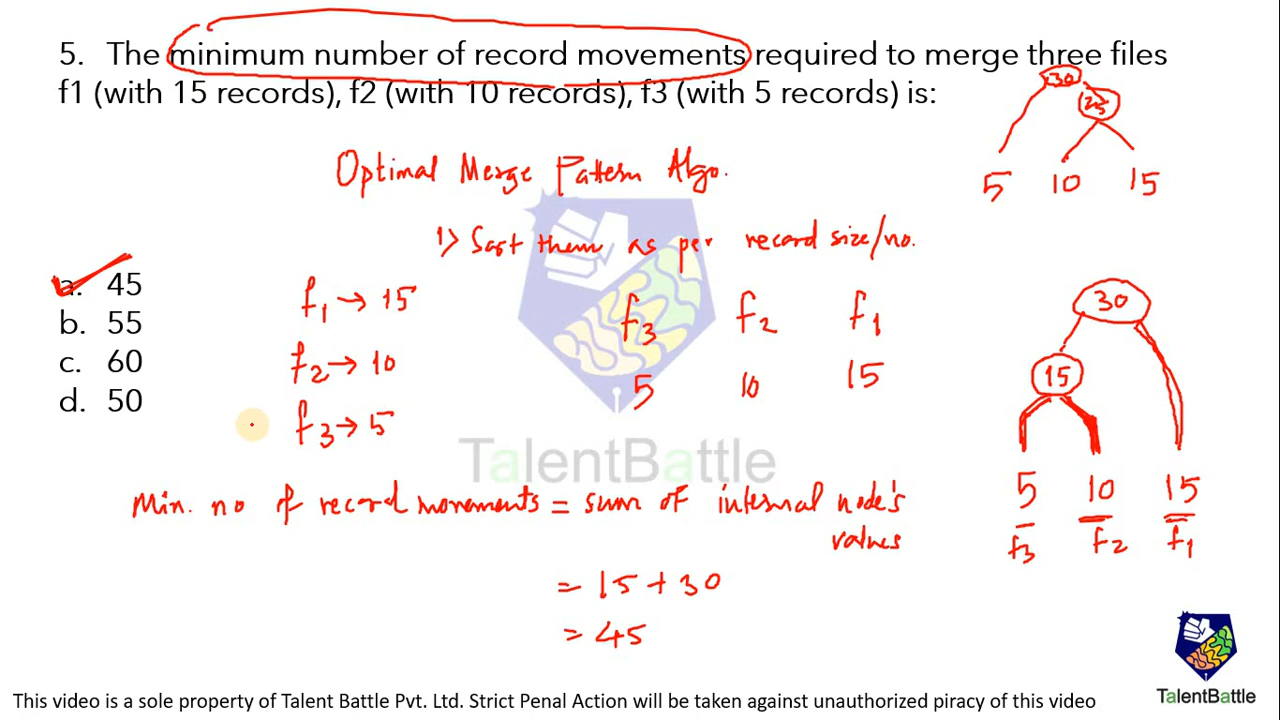 5. The minimum number of record movements required to merge three files
f1 (with 15 records), f2 (with 10 records), f3 (with 5 records) is:
30
25
5 10 15
Optimal Merge Pattern Algo.
1) Sort them as per record size/no.
a. 45
b. 55
c. 60
d. 50
f1 → 15
f2 → 10
f3 → 5
f3 f2 f1
5 10 15
30
15
5 10 15
f3 f2 f1
TalentBattle
Min. no of record movements = sum of internal node's
values
= 15 + 30
= 45
TalentBattle
This video is a sole property of Talent Battle Pvt. Ltd. Strict Penal Action will be taken against unauthorized piracy of this video